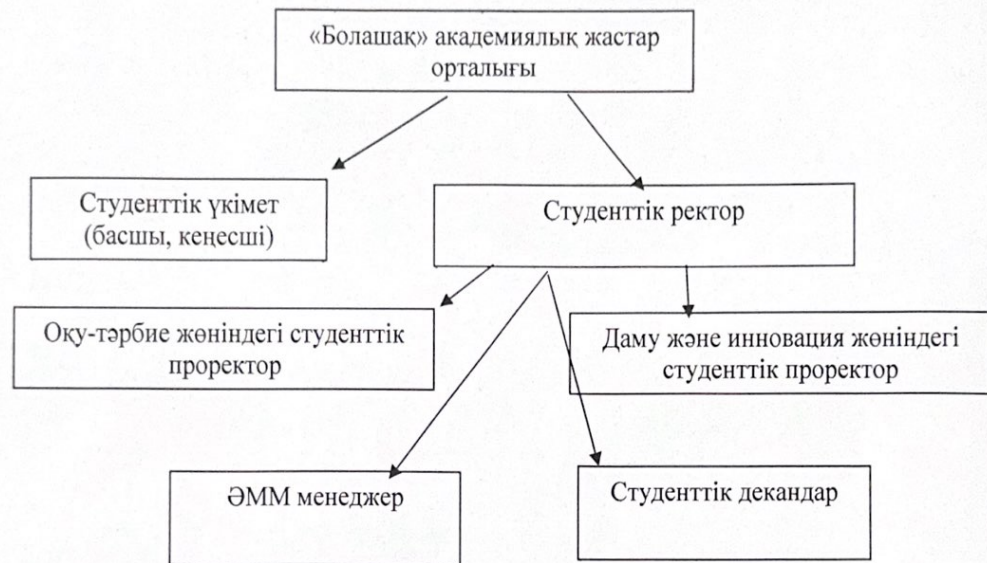 «Болашақ» академиялық жастар
орталығы
Студенттік үкімет
(басшы, кеңесші)
Студенттік ректор
Оқу-тәрбие жөніндегі студенттік
проректор
Даму және инновация жөніндегі
студенттік проректор
ӘММ менеджер
Студенттік декандар